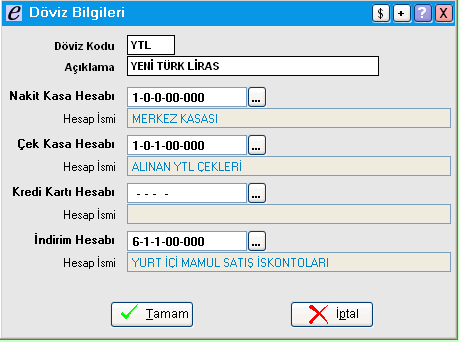 e Döviz Bilgileri $ + ? X
Döviz Kodu YTL
Açıklama YENİ TÜRK LİRAS
Nakit Kasa Hesabı 1-0-0-00-000 ...
Hesap İsmi MERKEZ KASASI
Çek Kasa Hesabı 1-0-1-00-000 ...
Hesap İsmi ALINAN YTL ÇEKLERİ
Kredi Kartı Hesabı - - - - ...
Hesap İsmi
İndirim Hesabı 6-1-1-00-000 ...
Hesap İsmi YURT İÇİ MAMUL SATIŞ İSKONTOLARI
Tamam İptal